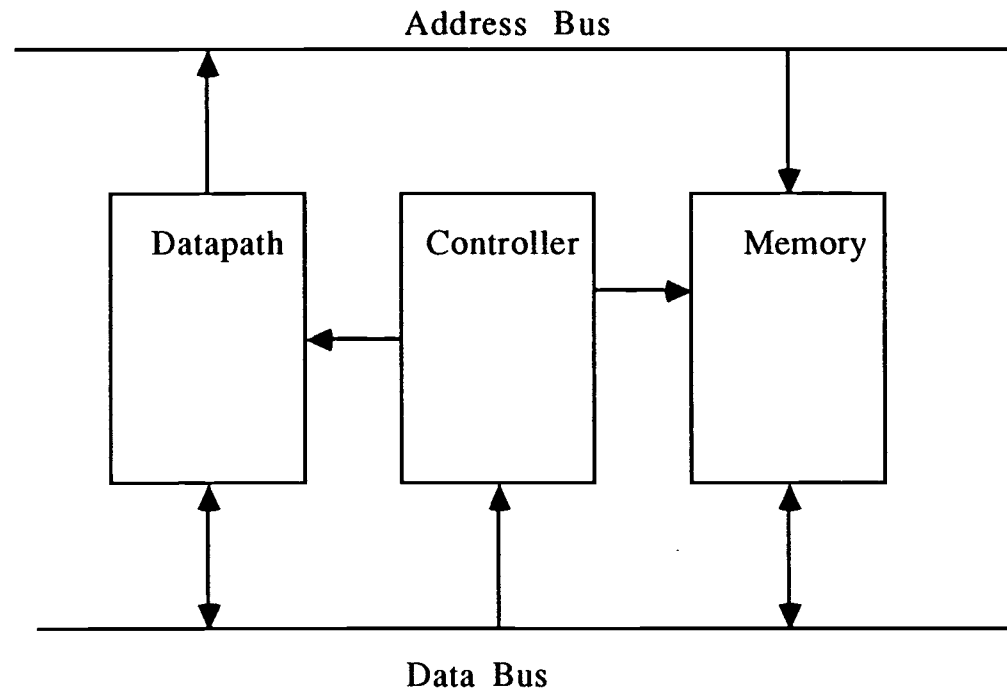 Address Bus
Datapath
Controller
Memory
Data Bus